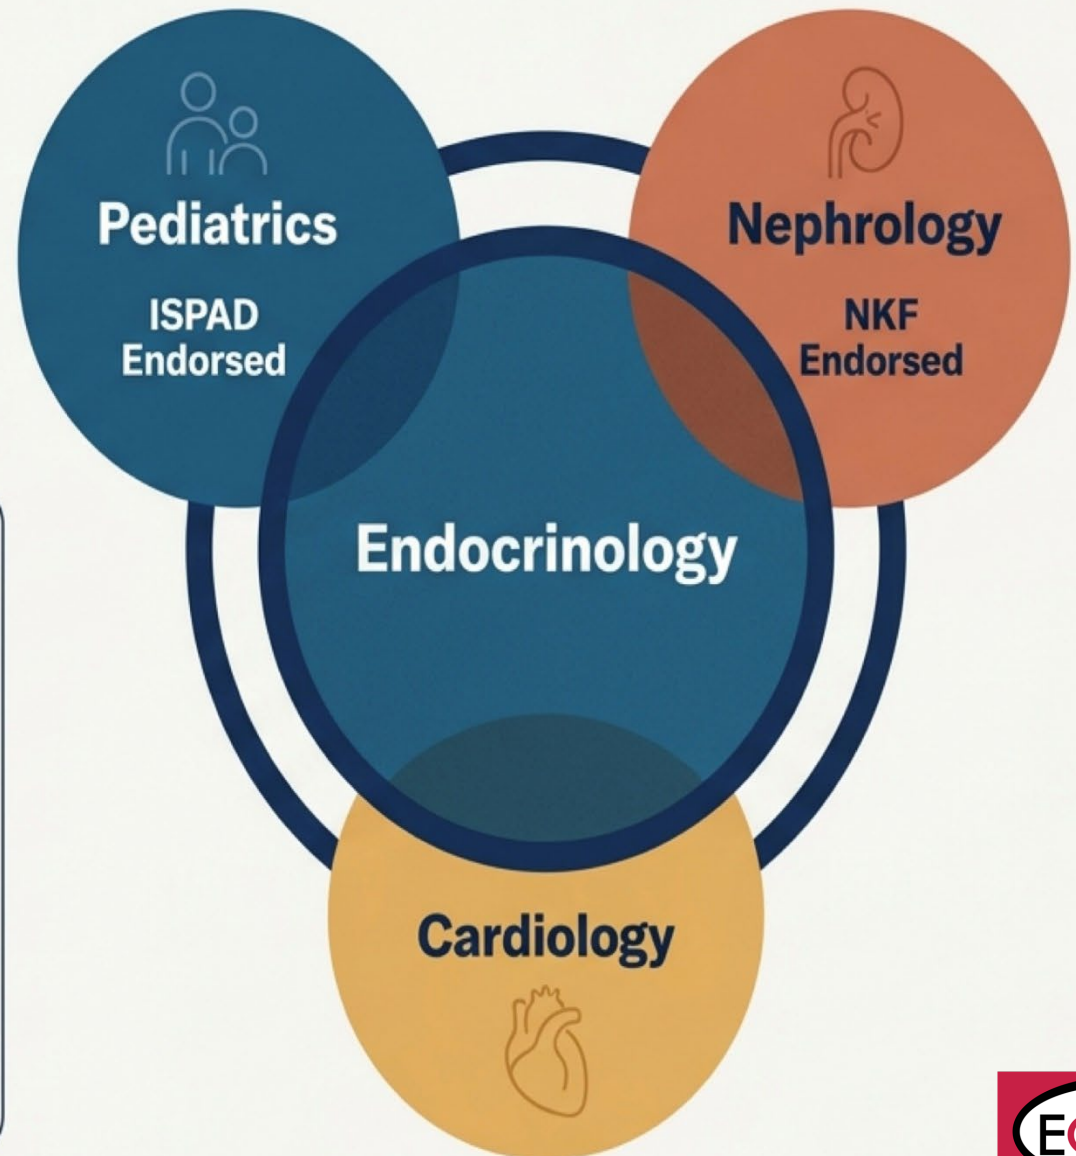 Pediatrics
ISPAD
Endorsed
Nephrology
NKF
Endorsed
Endocrinology
Cardiology